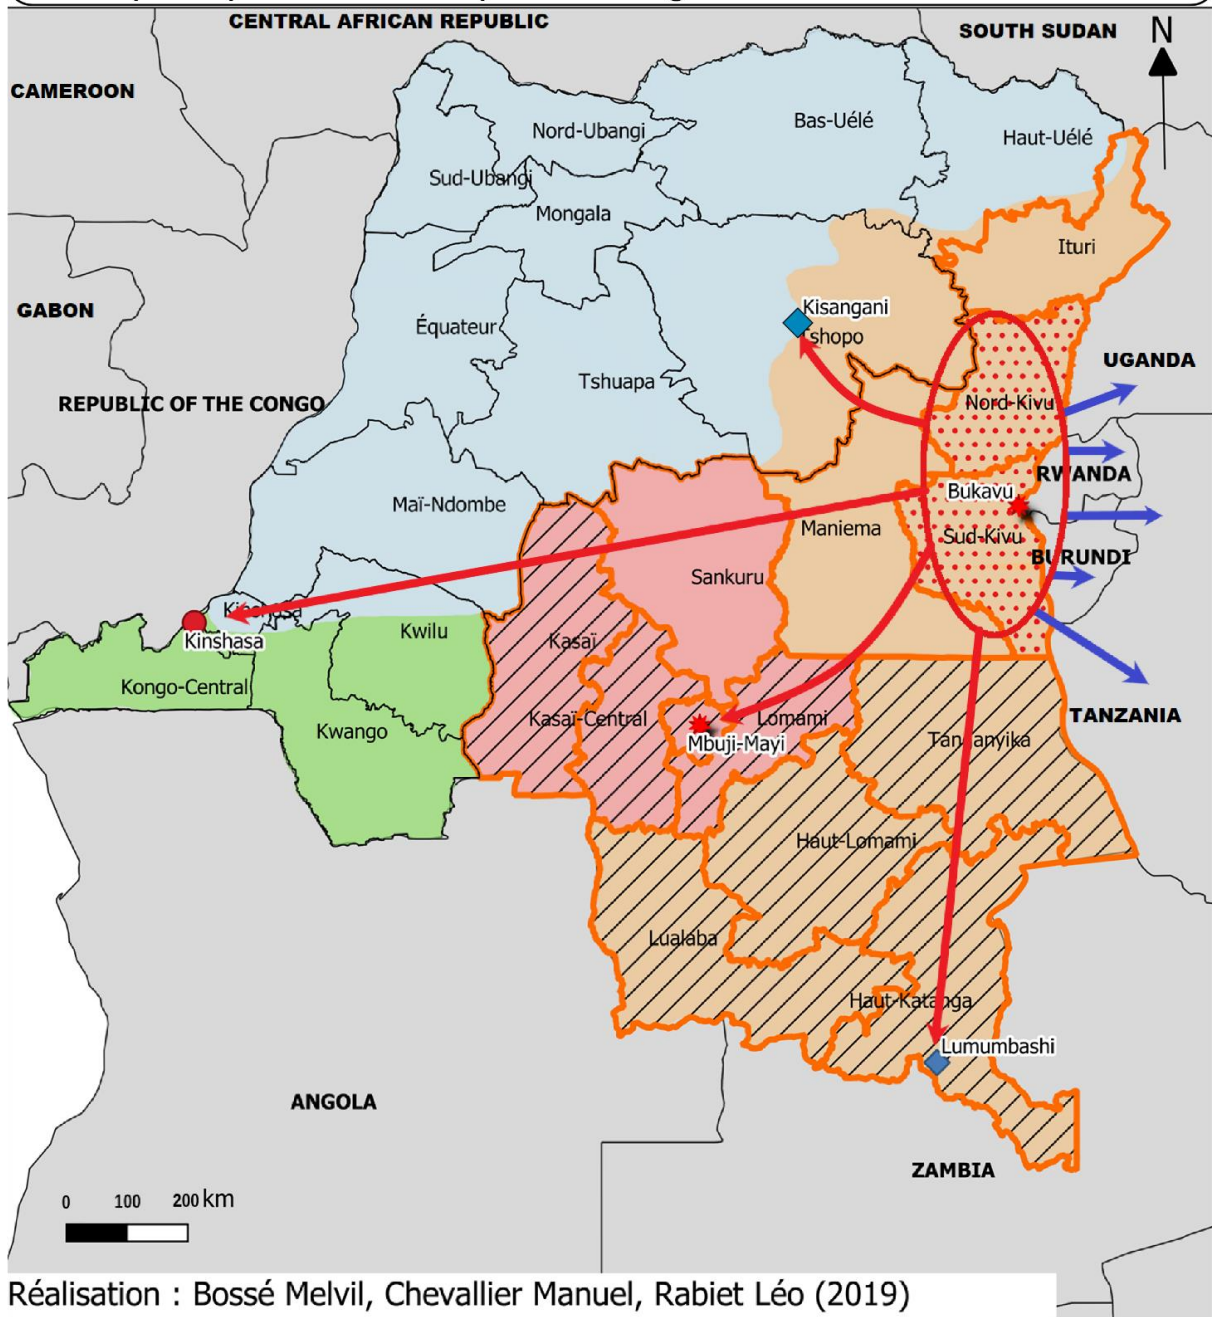 CENTRAL AFRICAN REPUBLIC
SOUTH SUDAN
N
CAMEROON
Nord-Ubangi
Bas-Uélé
Haut-Uélé
Sud-Ubangi
Mongala
Ituri
GABON
Kisangani
Équateur
Tshopo
UGANDA
Tshuapa
REPUBLIC OF THE CONGO
Nord-Kivu
RWANDA
Bukavu
Maï-Ndombe
Maniema
Sud-Kivu
BURUNDI
Sankuru
Kinshasa
Kwilu
Kinshasa
Kasaï
Kongo-Central
Kasaï-Central
Lomami
TANZANIA
Kwango
Mbuji-Mayi
Tanganyika
Haut-Lomami
Lualaba
Haut-Katanga
Lumumbashi
ANGOLA
ZAMBIA
0 100 200 km
Réalisation : Bossé Melvil, Chevallier Manuel, Rabiet Léo (2019)